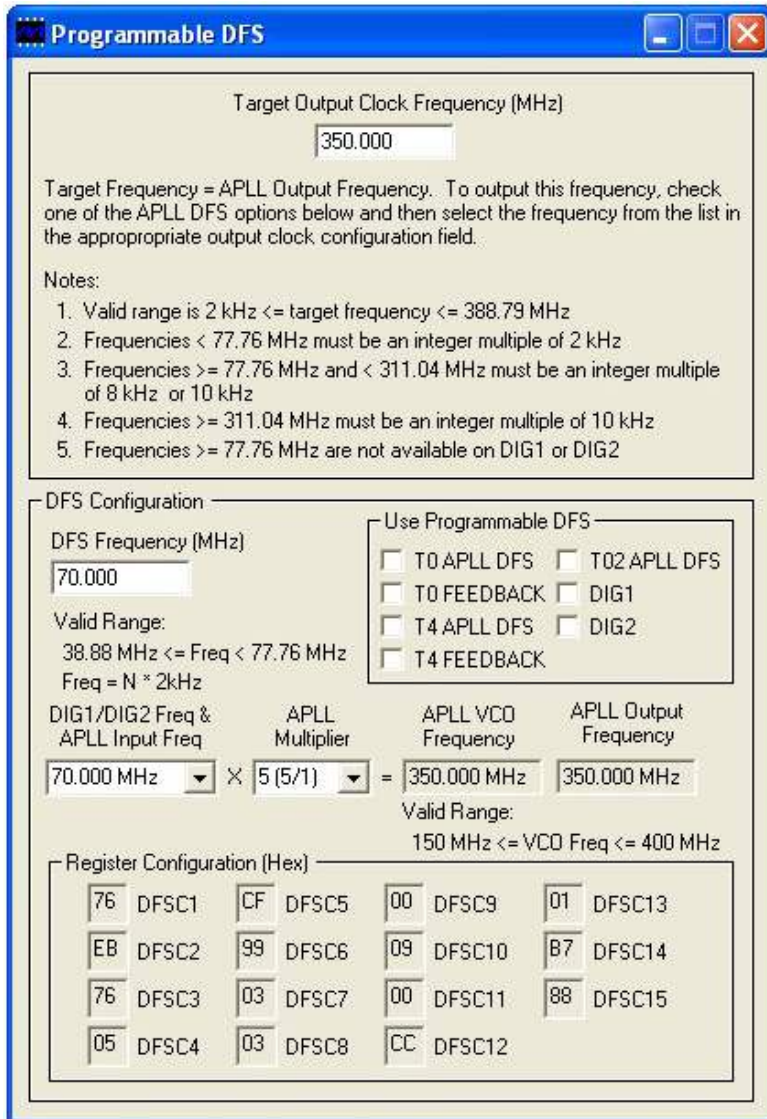 Programmable DFS
Target Output Clock Frequency (MHz)
350.000
Target Frequency = APLL Output Frequency. To output this frequency, check
one of the APLL DFS options below and then select the frequency from the list in
the appropropriate output clock configuration field.
Notes:
1. Valid range is 2 kHz <= target frequency <= 388.79 MHz
2. Frequencies < 77.76 MHz must be an integer multiple of 2 kHz
3. Frequencies >= 77.76 MHz and < 311.04 MHz must be an integer multiple
of 8 kHz or 10 kHz
4. Frequencies >= 311.04 MHz must be an integer multiple of 10 kHz
5. Frequencies >= 77.76 MHz are not available on DIG1 or DIG2
DFS Configuration
DFS Frequency (MHz)
70.000
Valid Range:
38.88 MHz <= Freq < 77.76 MHz
Freq = N * 2kHz
Use Programmable DFS
T0 APLL DFS T02 APLL DFS
T0 FEEDBACK DIG1
T4 APLL DFS DIG2
T4 FEEDBACK
DIG1/DIG2 Freq &
APLL Input Freq
70.000 MHz
X
APLL
Multiplier
5 (5/1)
=
APLL VCO
Frequency
350.000 MHz
APLL Output
Frequency
350.000 MHz
Valid Range:
150 MHz <= VCO Freq <= 400 MHz
Register Configuration (Hex)
76 DFSC1 CF DFSC5 00 DFSC9 01 DFSC13
EB DFSC2 99 DFSC6 09 DFSC10 B7 DFSC14
76 DFSC3 03 DFSC7 00 DFSC11 88 DFSC15
05 DFSC4 03 DFSC8 CC DFSC12